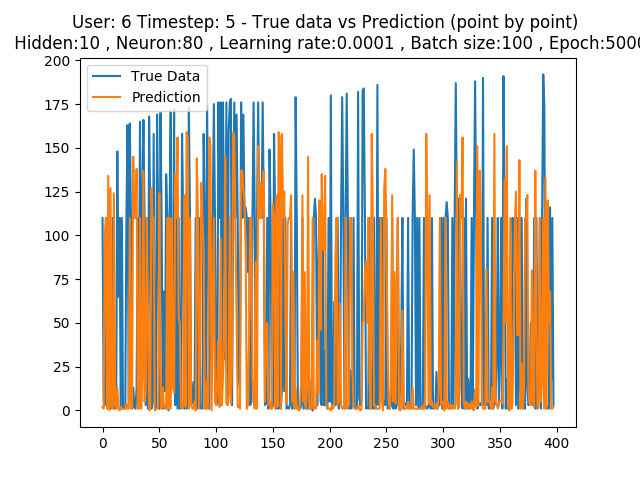 User: 6 Timestep: 5 - True data vs Prediction (point by point)
Hidden:10 , Neuron:80 , Learning rate:0.0001 , Batch size:100 , Epoch:5000
200
175
150
125
100
75
50
25
0
True Data
Prediction
0 50 100 150 200 250 300 350 400